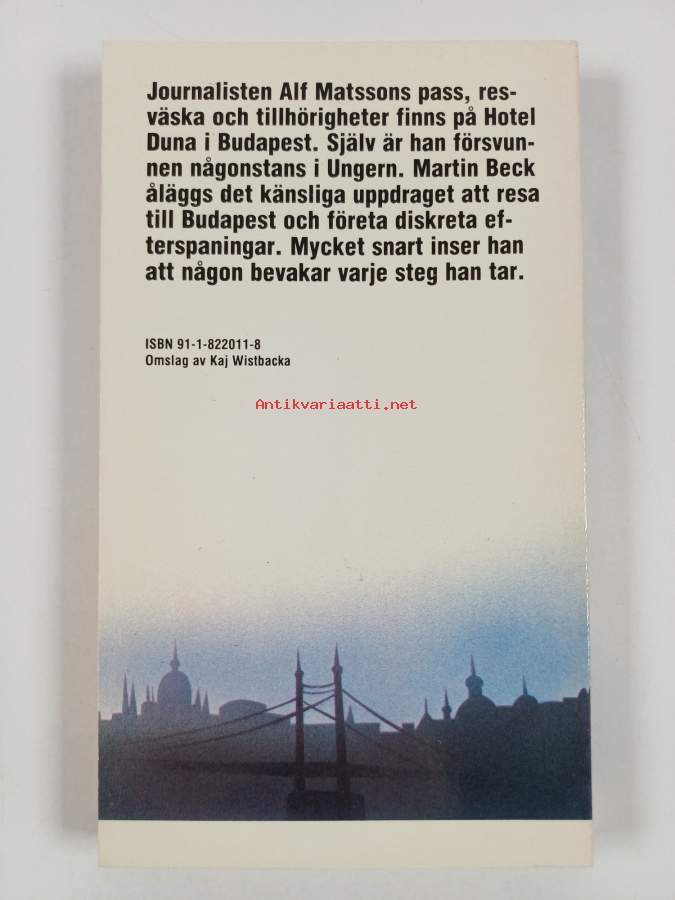 Journalisten Alf Matssons pass, res-
väska och tillhörigheter finns på Hotel
Duna i Budapest. Själv är han försvun-
nen någonstans i Ungern. Martin Beck
åläggs det känsliga uppdraget att resa
till Budapest och företa diskreta ef-
terspaningar. Mycket snart inser han
att någon bevakar varje steg han tar.
ISBN 91-1-822011-8
Omslag av Kaj Wistbacka
Antikvariaatti.net